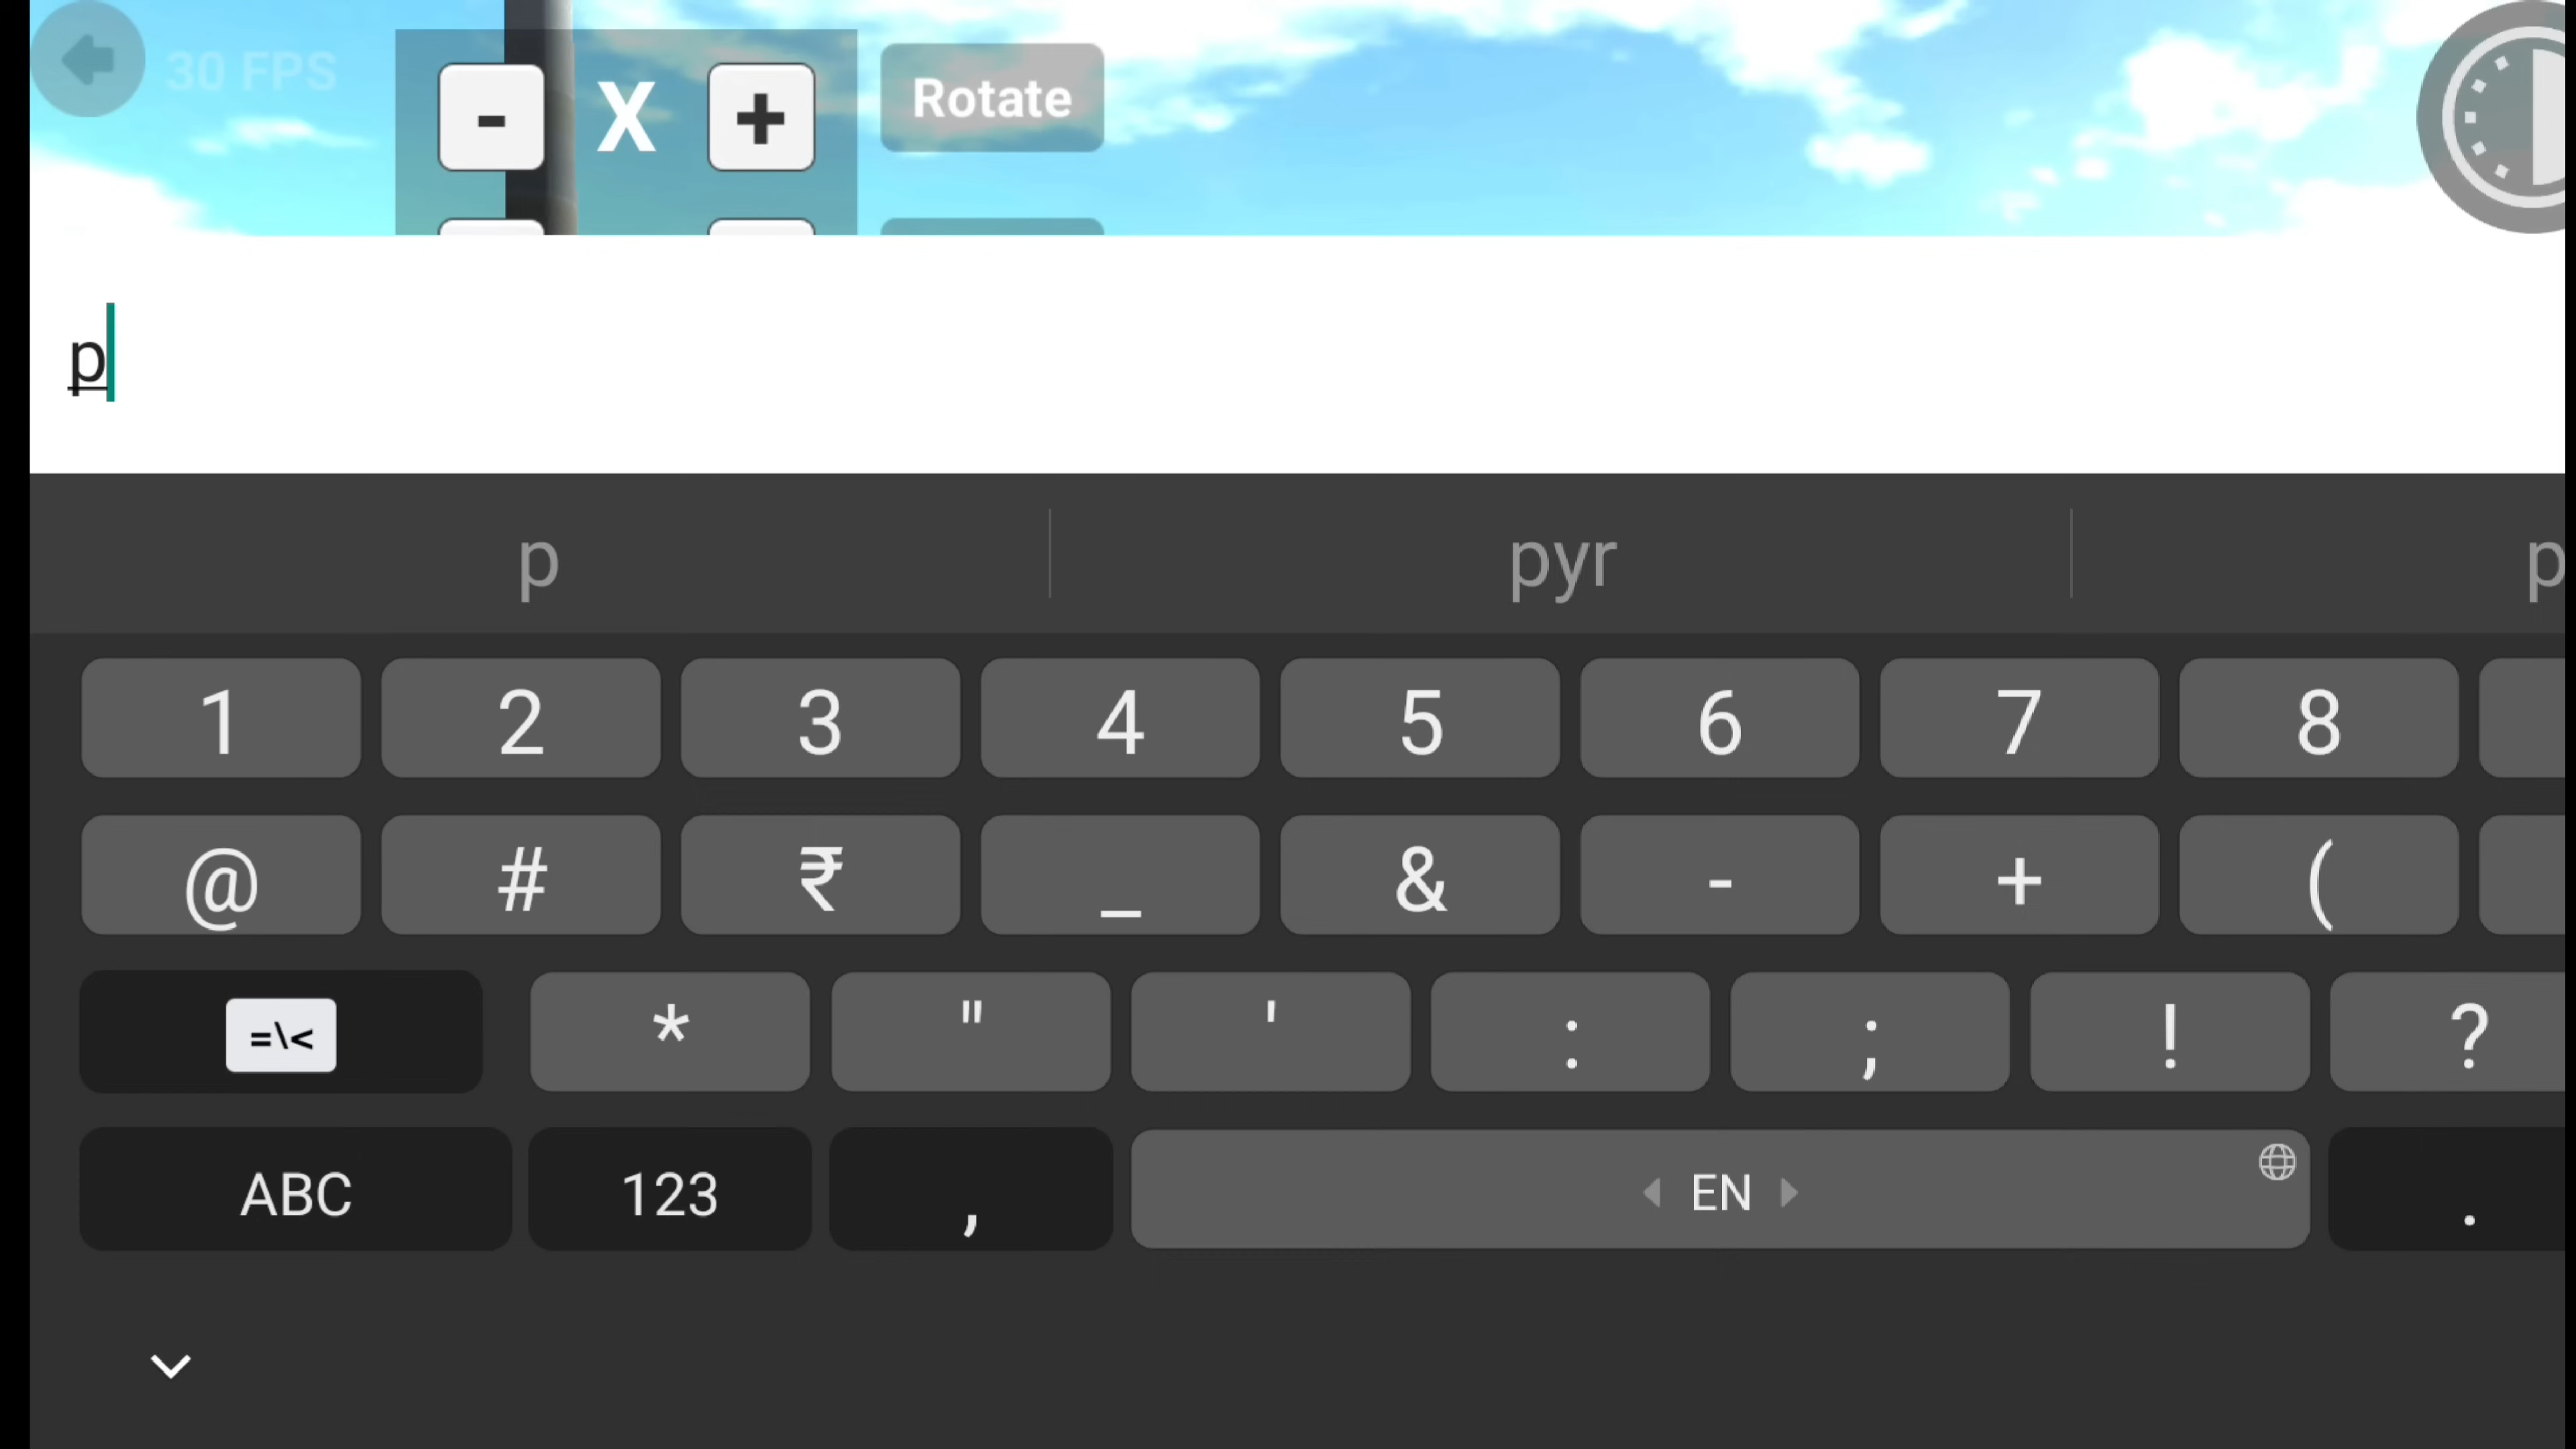 30 FPS
- X + Rotate
p
p pyr p
1 2 3 4 5 6 7 8
@ # ₹ _ & - + (
=\< * " ' : ; ! ?
ABC 123 , EN .